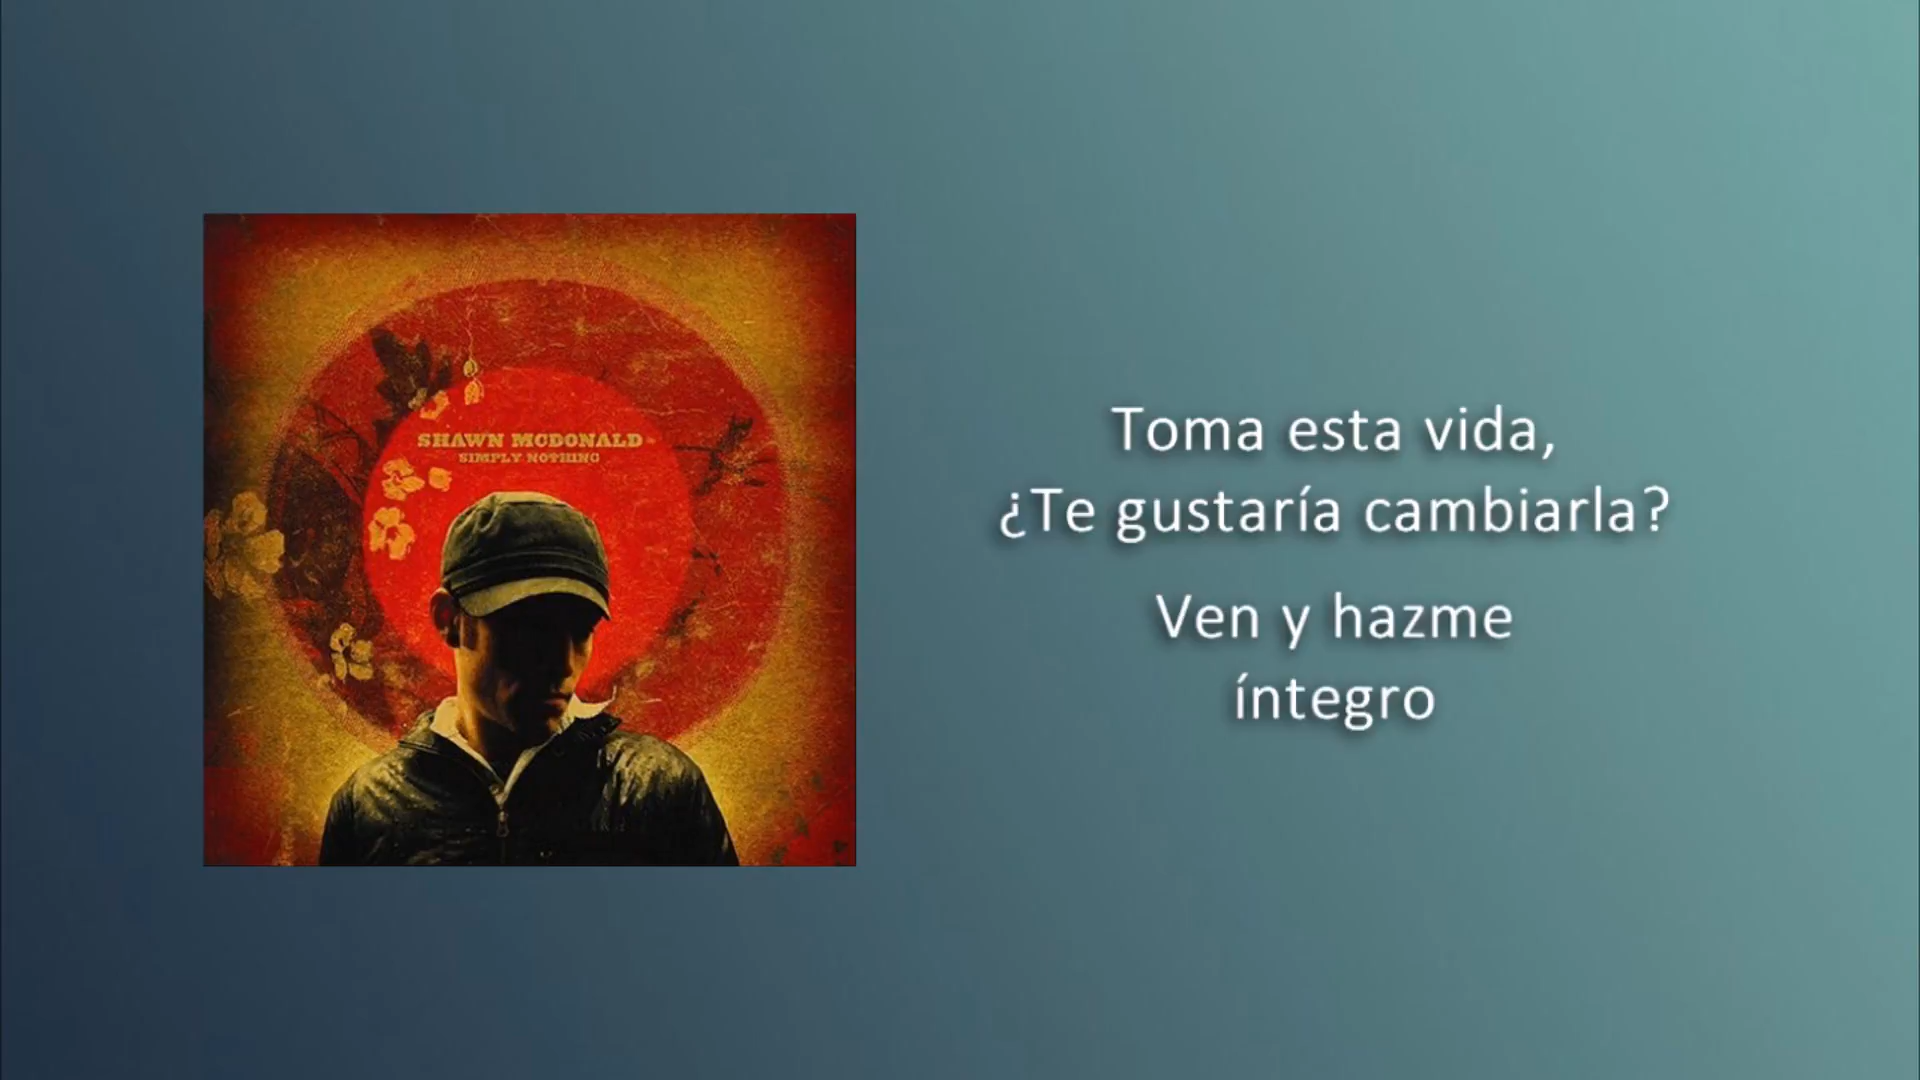 SHAWN MCDONALD
SIMPLY NOTHING
Toma esta vida,
¿Te gustaría cambiarla?
Ven y hazme
íntegro